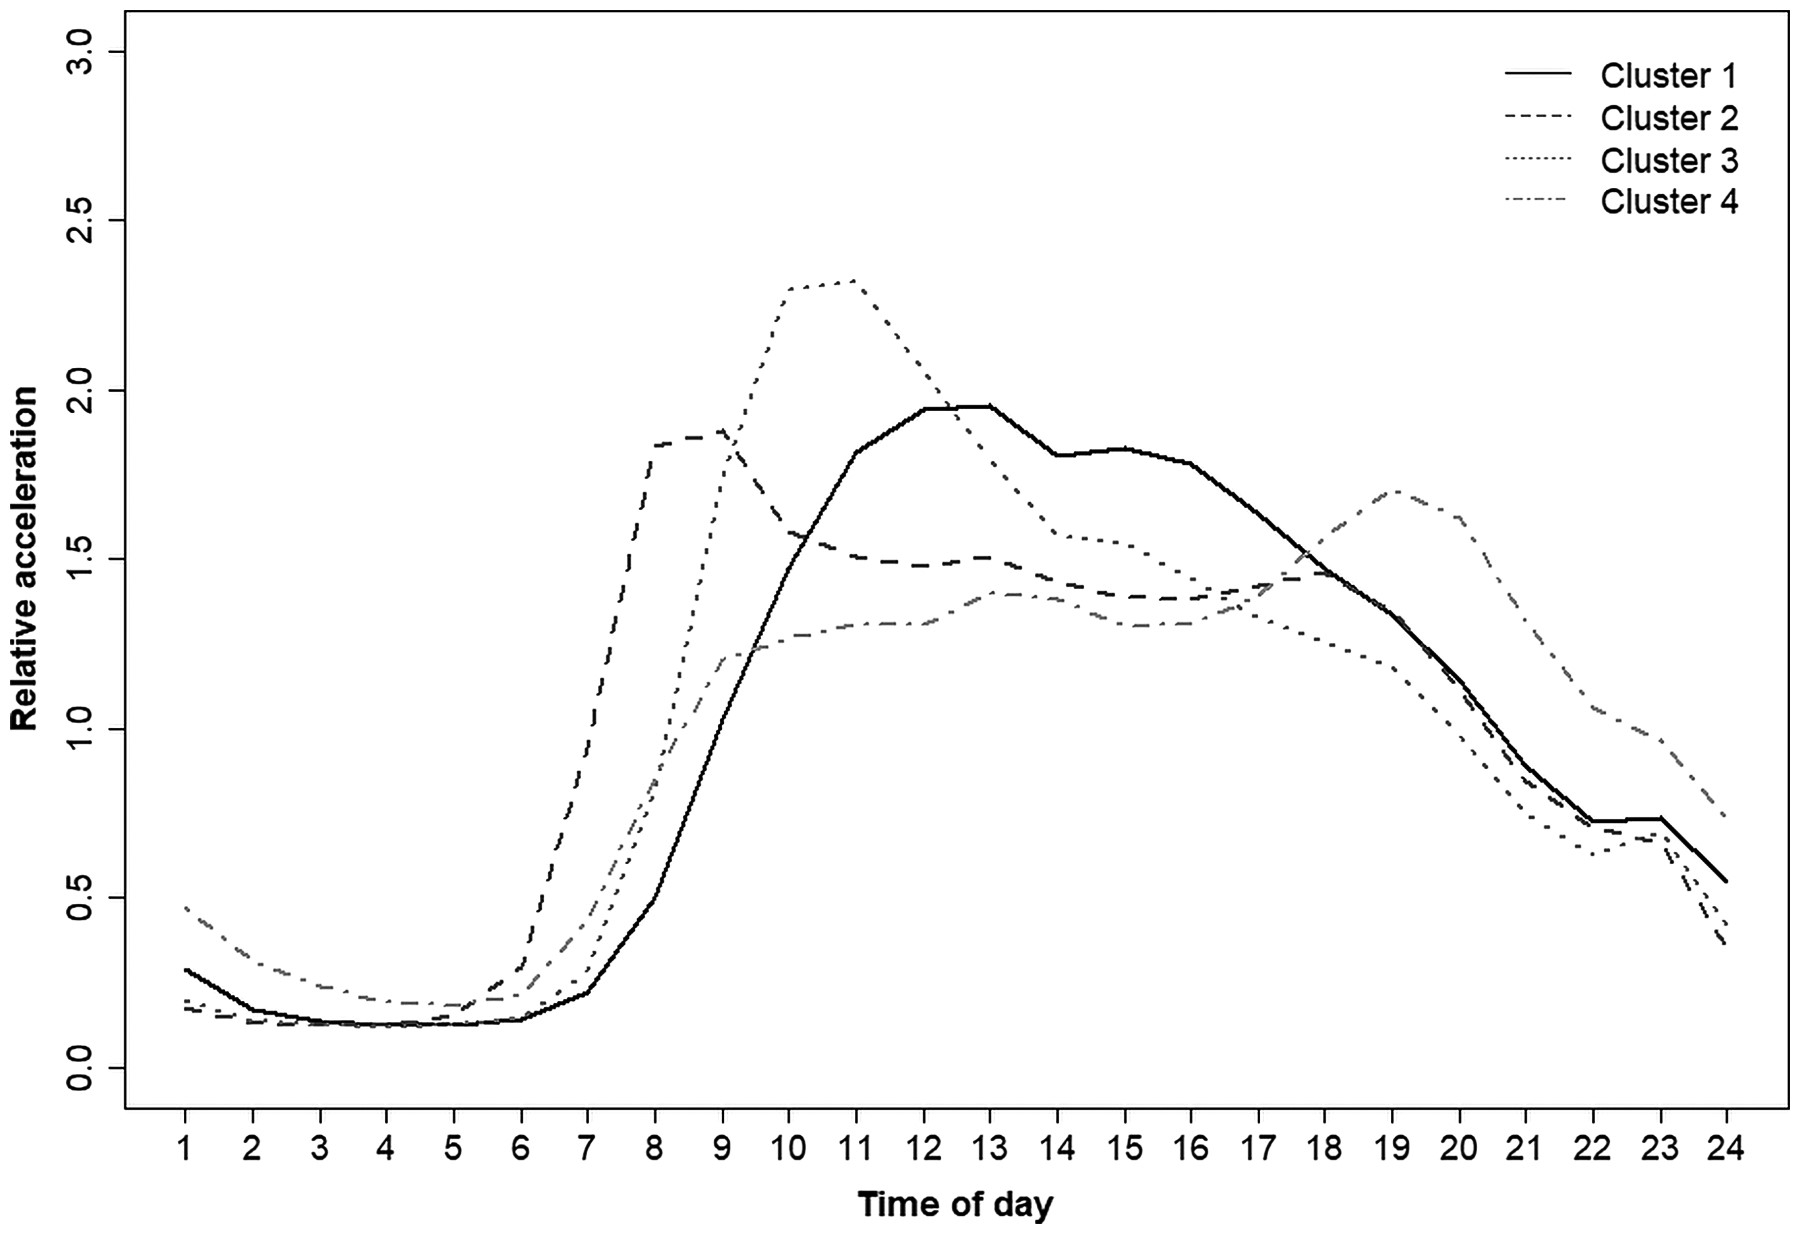 3.0
2.5
2.0
1.5
1.0
0.5
0.0
Relative acceleration
Cluster 1
Cluster 2
Cluster 3
Cluster 4
1 2 3 4 5 6 7 8 9 10 11 12 13 14 15 16 17 18 19 20 21 22 23 24
Time of day